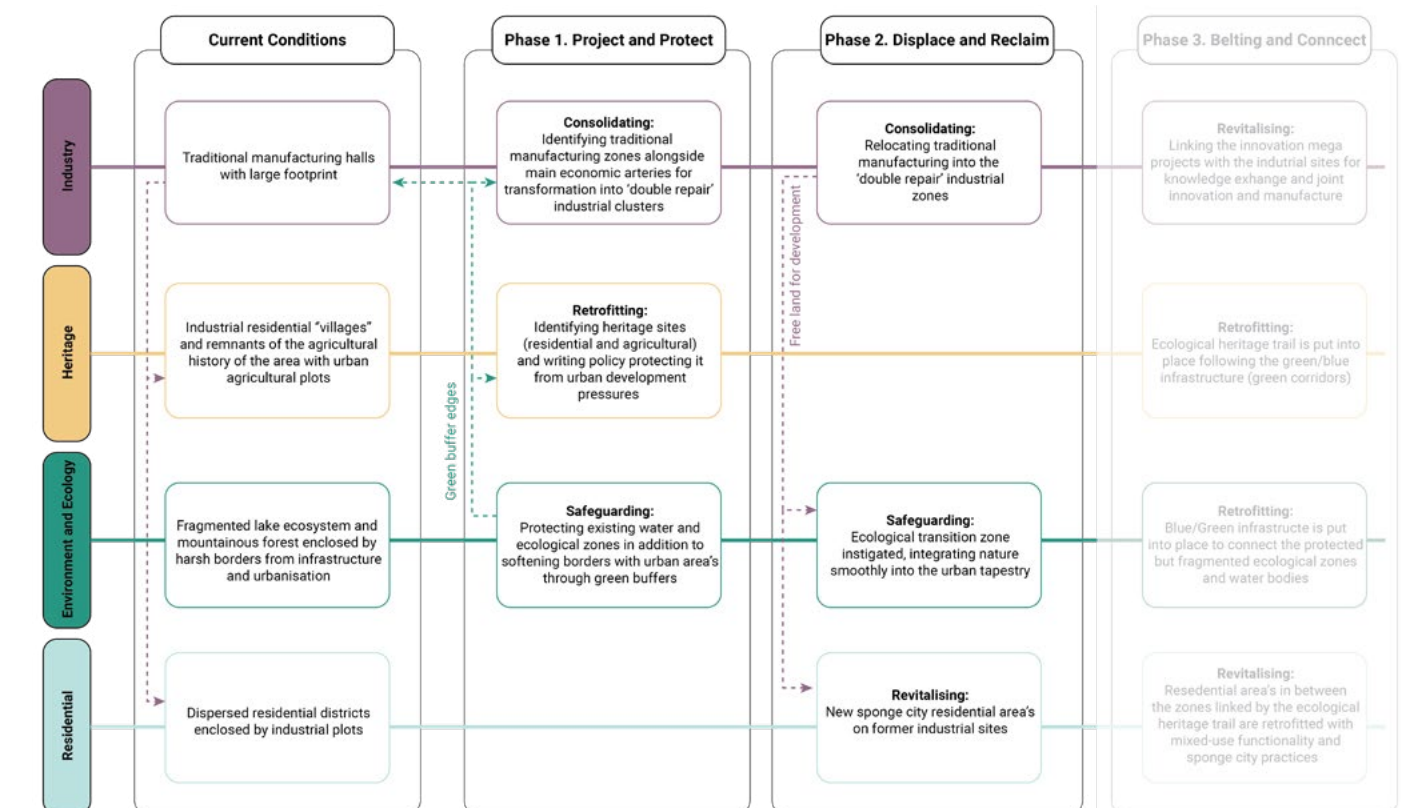 Current Conditions
Phase 1. Project and Protect
Phase 2. Displace and Reclaim
Phase 3. Belting and Conncect
Industry
Traditional manufacturing halls
with large footprint
Consolidating:
Identifying traditional
manufacturing zones alongside
main economic arteries for
transformation into ‘double repair’
industrial clusters
Consolidating:
Relocating traditional
manufacturing into the
‘double repair’ industrial
zones
Revitalising:
Linking the innovation mega
projects with the indutrial sites for
knowledge exhange and joint
innovation and manufacture
Free land for development
Heritage
Industrial residential “villages”
and remnants of the agricultural
history of the area with urban
agricultural plots
Retrofitting:
Identifying heritage sites
(residential and agricultural)
and writing policy protecting it
from urban development
pressures
Retrofitting:
Ecological heritage trail is put into
place following the green/blue
infrastructure (green corridors)
Green buffer edges
Environment and Ecology
Fragmented lake ecosystem and
mountainous forest enclosed by
harsh borders from infrastructure
and urbanisation
Safeguarding:
Protecting existing water and
ecological zones in addition to
softening borders with urban area’s
through green buffers
Safeguarding:
Ecological transition zone
instigated, integrating nature
smoothly into the urban tapestry
Retrofitting:
Blue/Green infrastructe is put
into place to connect the protected
but fragmented ecological zones
and water bodies
Residential
Dispersed residential districts
enclosed by industrial plots
Revitalising:
New sponge city residential area’s
on former industrial sites
Revitalising:
Resedential area’s in between
the zones linked by the ecological
heritage trail are retrofitted with
mixed-use functionality and
sponge city practices